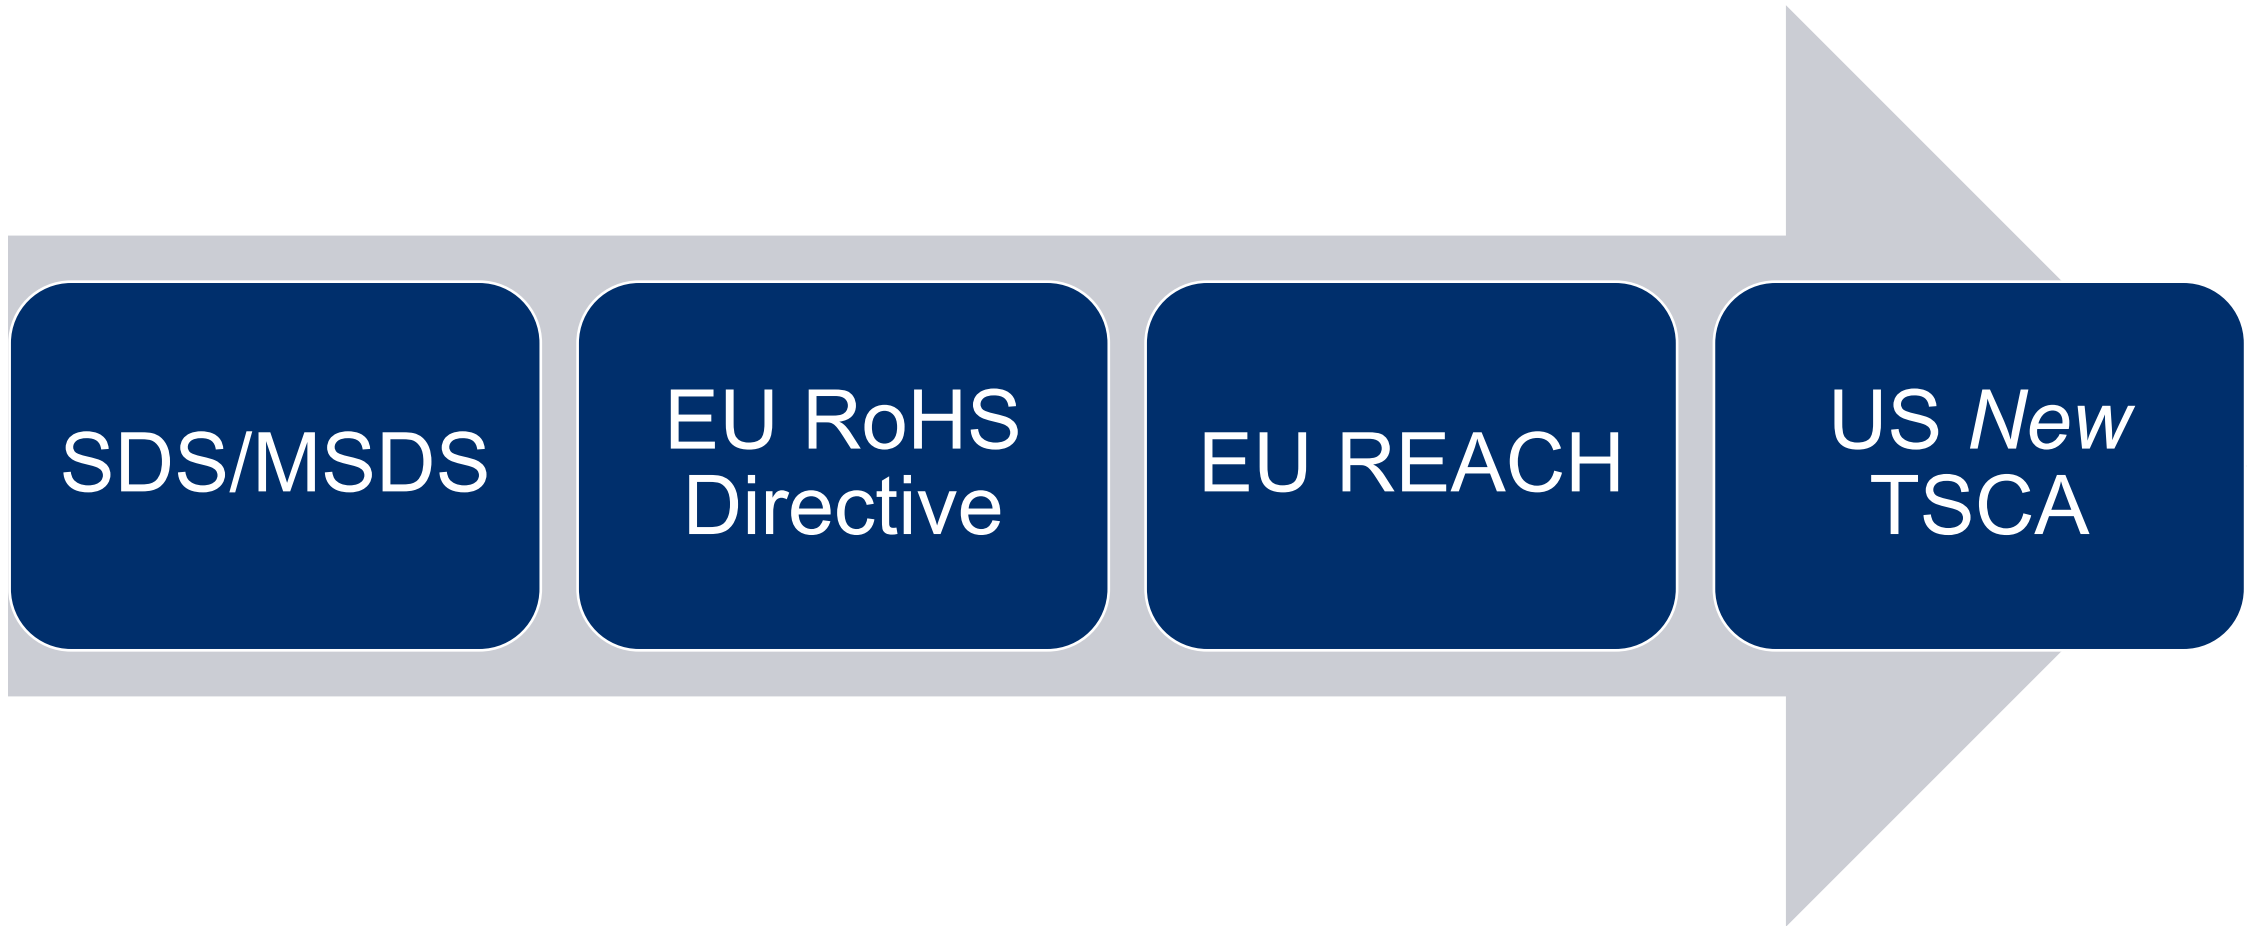 SDS/MSDS
EU RoHS
Directive
EU REACH
US New
TSCA